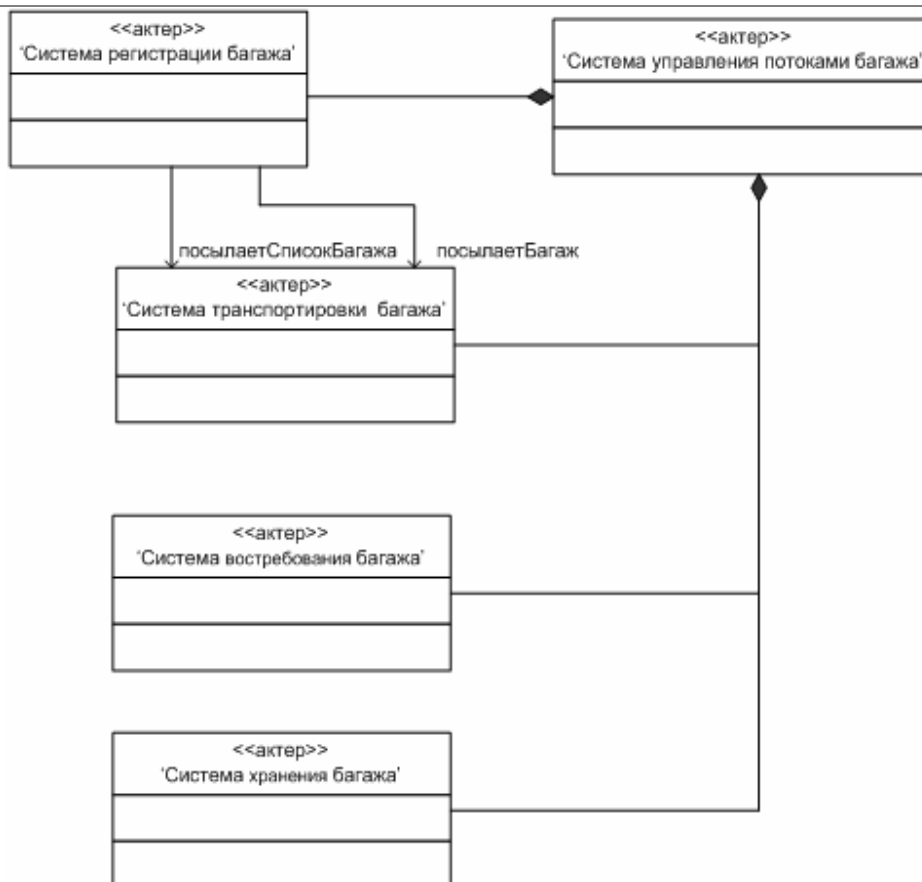 <<актер>>
‘Система регистрации багажа’
<<актер>>
‘Система управления потоками багажа’
посылаетСписокБагажа
посылаетБагаж
<<актер>>
‘Система транспортировки багажа’
<<актер>>
‘Система востребования багажа’
<<актер>>
‘Система хранения багажа’